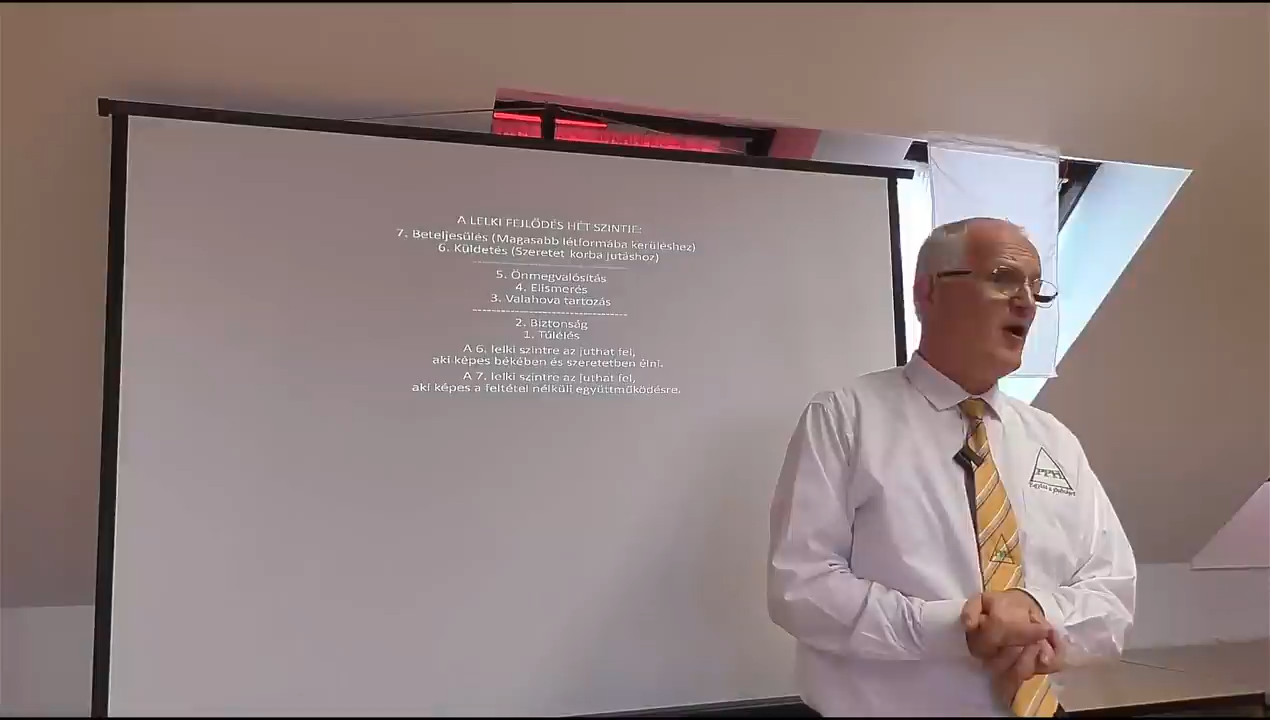 A LELKI FEJLŐDÉS HÉT SZINTJE:
7. Beteljesülés (Magasabb létformába kerüléshez)
6. Küldetés (Szeretet korba jutáshoz)
--------------------------------
5. Önmegvalósítás
4. Elismerés
3. Valahova tartozás
--------------------------------
2. Biztonság
1. Túlélés
A 6. lelki szintre az juthat fel,
aki képes békében és szeretetben élni.
A 7. lelki szintre az juthat fel,
aki képes a feltétel nélküli együttműködésre.
PPH